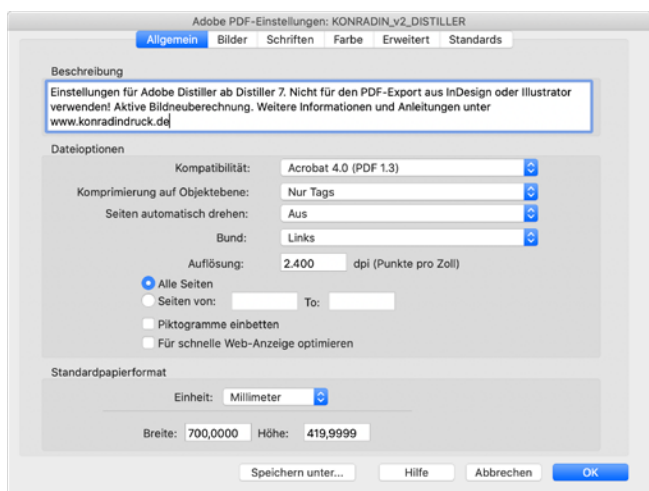 Adobe PDF-Einstellungen: KONRADIN_v2_DISTILLER
Allgemein Bilder Schriften Farbe Erweitert Standards
Beschreibung
Einstellungen für Adobe Distiller ab Distiller 7. Nicht für den PDF-Export aus InDesign oder Illustrator
verwenden! Aktive Bildneuberechnung. Weitere Informationen und Anleitungen unter
www.konradindruck.de
Dateioptionen
Kompatibilität: Acrobat 4.0 (PDF 1.3)
Komprimierung auf Objektebene: Nur Tags
Seiten automatisch drehen: Aus
Bund: Links
Auflösung: 2.400 dpi (Punkte pro Zoll)
Alle Seiten
Seiten von: To:
Piktogramme einbetten
Für schnelle Web-Anzeige optimieren
Standardpapierformat
Einheit: Millimeter
Breite: 700,0000 Höhe: 419,9999
Speichern unter... Hilfe Abbrechen OK